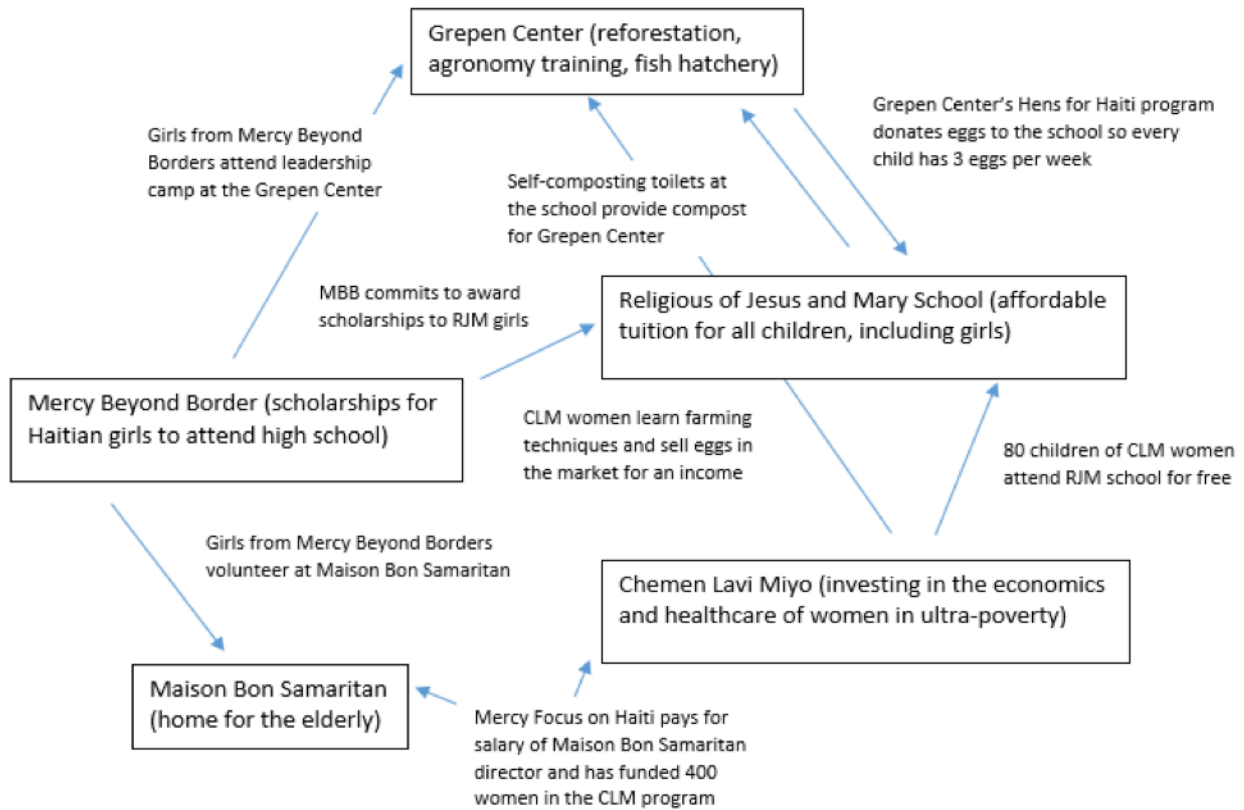 Grepen Center (reforestation,
agronomy training, fish hatchery)
Grepen Center's Hens for Haiti program
donates eggs to the school so every
child has 3 eggs per week
Girls from Mercy Beyond
Borders attend leadership
camp at the Grepen Center
Self-composting toilets at
the school provide compost
for Grepen Center
MBB commits to award
scholarships to RJM girls
Religious of Jesus and Mary School (affordable
tuition for all children, including girls)
Mercy Beyond Border (scholarships for
Haitian girls to attend high school)
CLM women learn farming
techniques and sell eggs in
the market for an income
80 children of CLM women
attend RJM school for free
Girls from Mercy Beyond Borders
volunteer at Maison Bon Samaritan
Chemen Lavi Miyo (investing in the economics
and healthcare of women in ultra-poverty)
Maison Bon Samaritan
(home for the elderly)
Mercy Focus on Haiti pays for
salary of Maison Bon Samaritan
director and has funded 400
women in the CLM program